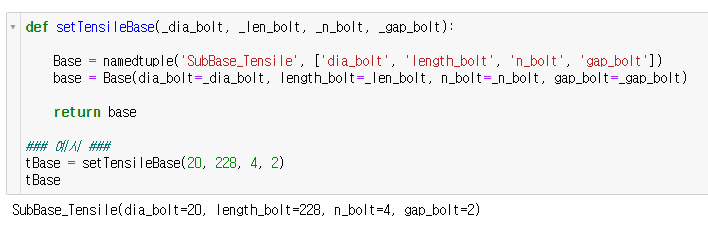 def setTensileBase(_dia_bolt, _len_bolt, _n_bolt, _gap_bolt):
Base = namedtuple('SubBase_Tensile', ['dia_bolt', 'length_bolt', 'n_bolt', 'gap_bolt'])
base = Base(dia_bolt=_dia_bolt, length_bolt=_len_bolt, n_bolt=_n_bolt, gap_bolt=_gap_bolt)
return base
### 예시 ###
tBase = setTensileBase(20, 228, 4, 2)
tBase
SubBase_Tensile(dia_bolt=20, length_bolt=228, n_bolt=4, gap_bolt=2)